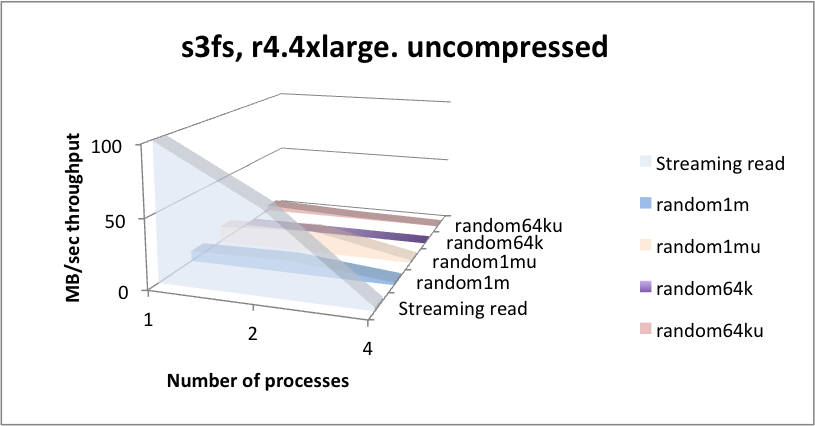 s3fs, r4.4xlarge. uncompressed
MB/sec throughput
100
50
0
1
2
4
Number of processes
random64ku
random64k
random1mu
random1m
Streaming read
Streaming read
random1m
random1mu
random64k
random64ku